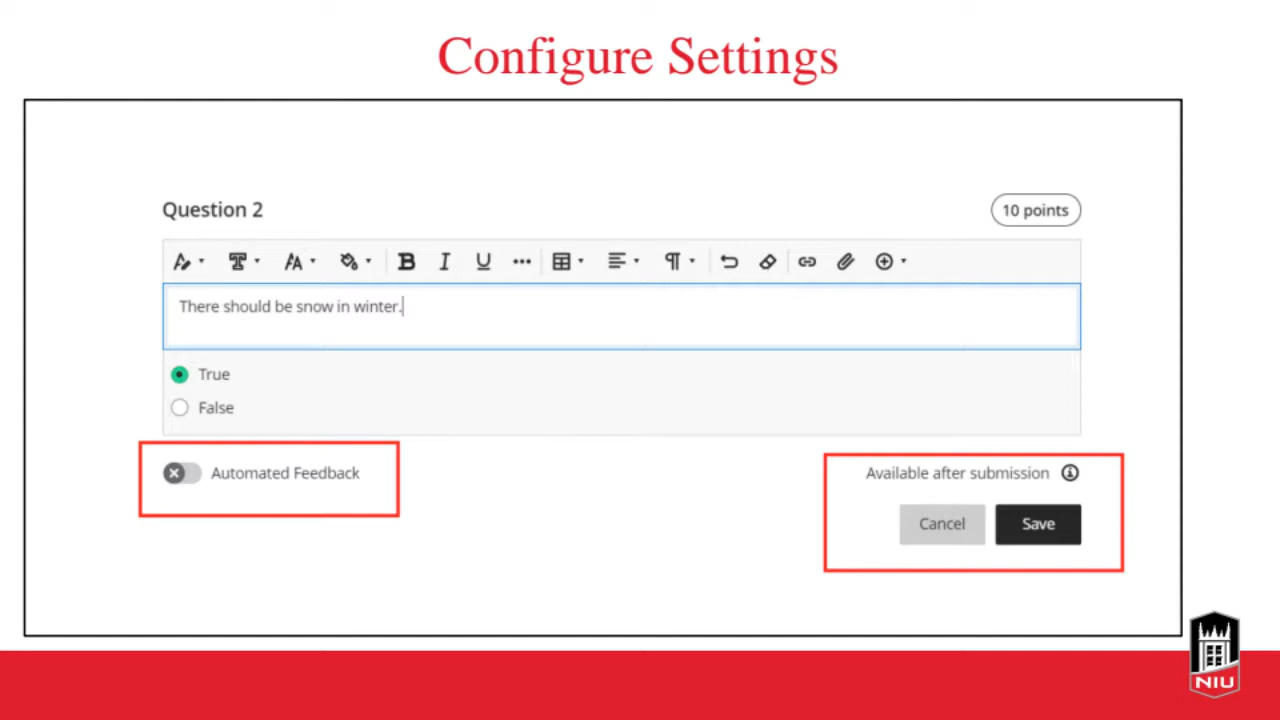 Configure Settings
Question 2
10 points
There should be snow in winter.
True
False
Automated Feedback
Available after submission
Cancel
Save
NIU